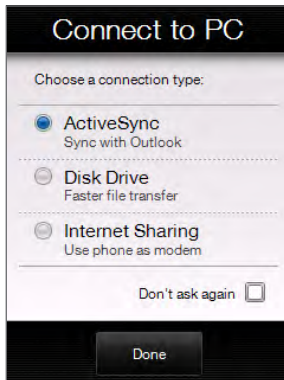 Connect to PC
Choose a connection type:
ActiveSync
Sync with Outlook
Disk Drive
Faster file transfer
Internet Sharing
Use phone as modem
Don't ask again
Done